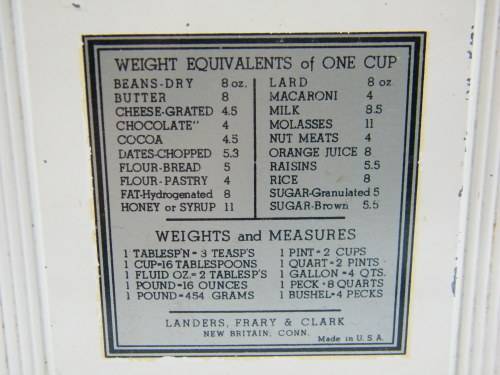 WEIGHT EQUIVALENTS of ONE CUP
BEANS-DRY 8 oz.
BUTTER 8
CHEESE-GRATED 4.5
CHOCOLATE" 4
COCOA 4.5
DATES-CHOPPED 5.3
FLOUR-BREAD 5
FLOUR-PASTRY 4
FAT-Hydrogenated 8
HONEY or SYRUP 11
LARD 8 oz.
MACARONI 4
MILK 8.5
MOLASSES 11
NUT MEATS 4
ORANGE JUICE 8
RAISINS 5.5
RICE 8
SUGAR-Granulated 5
SUGAR-Brown 5.5
WEIGHTS and MEASURES
1 TABLESP'N=3 TEASP'S
1 CUP=16 TABLESPOONS
1 FLUID OZ.=2 TABLESP'S
1 POUND=16 OUNCES
1 POUND=454 GRAMS
1 PINT=2 CUPS
1 QUART=2 PINTS
1 GALLON=4 QTS.
1 PECK=8 QUARTS
1 BUSHEL=4 PECKS
LANDERS, FRARY & CLARK
NEW BRITAIN, CONN.
Made in U.S.A.